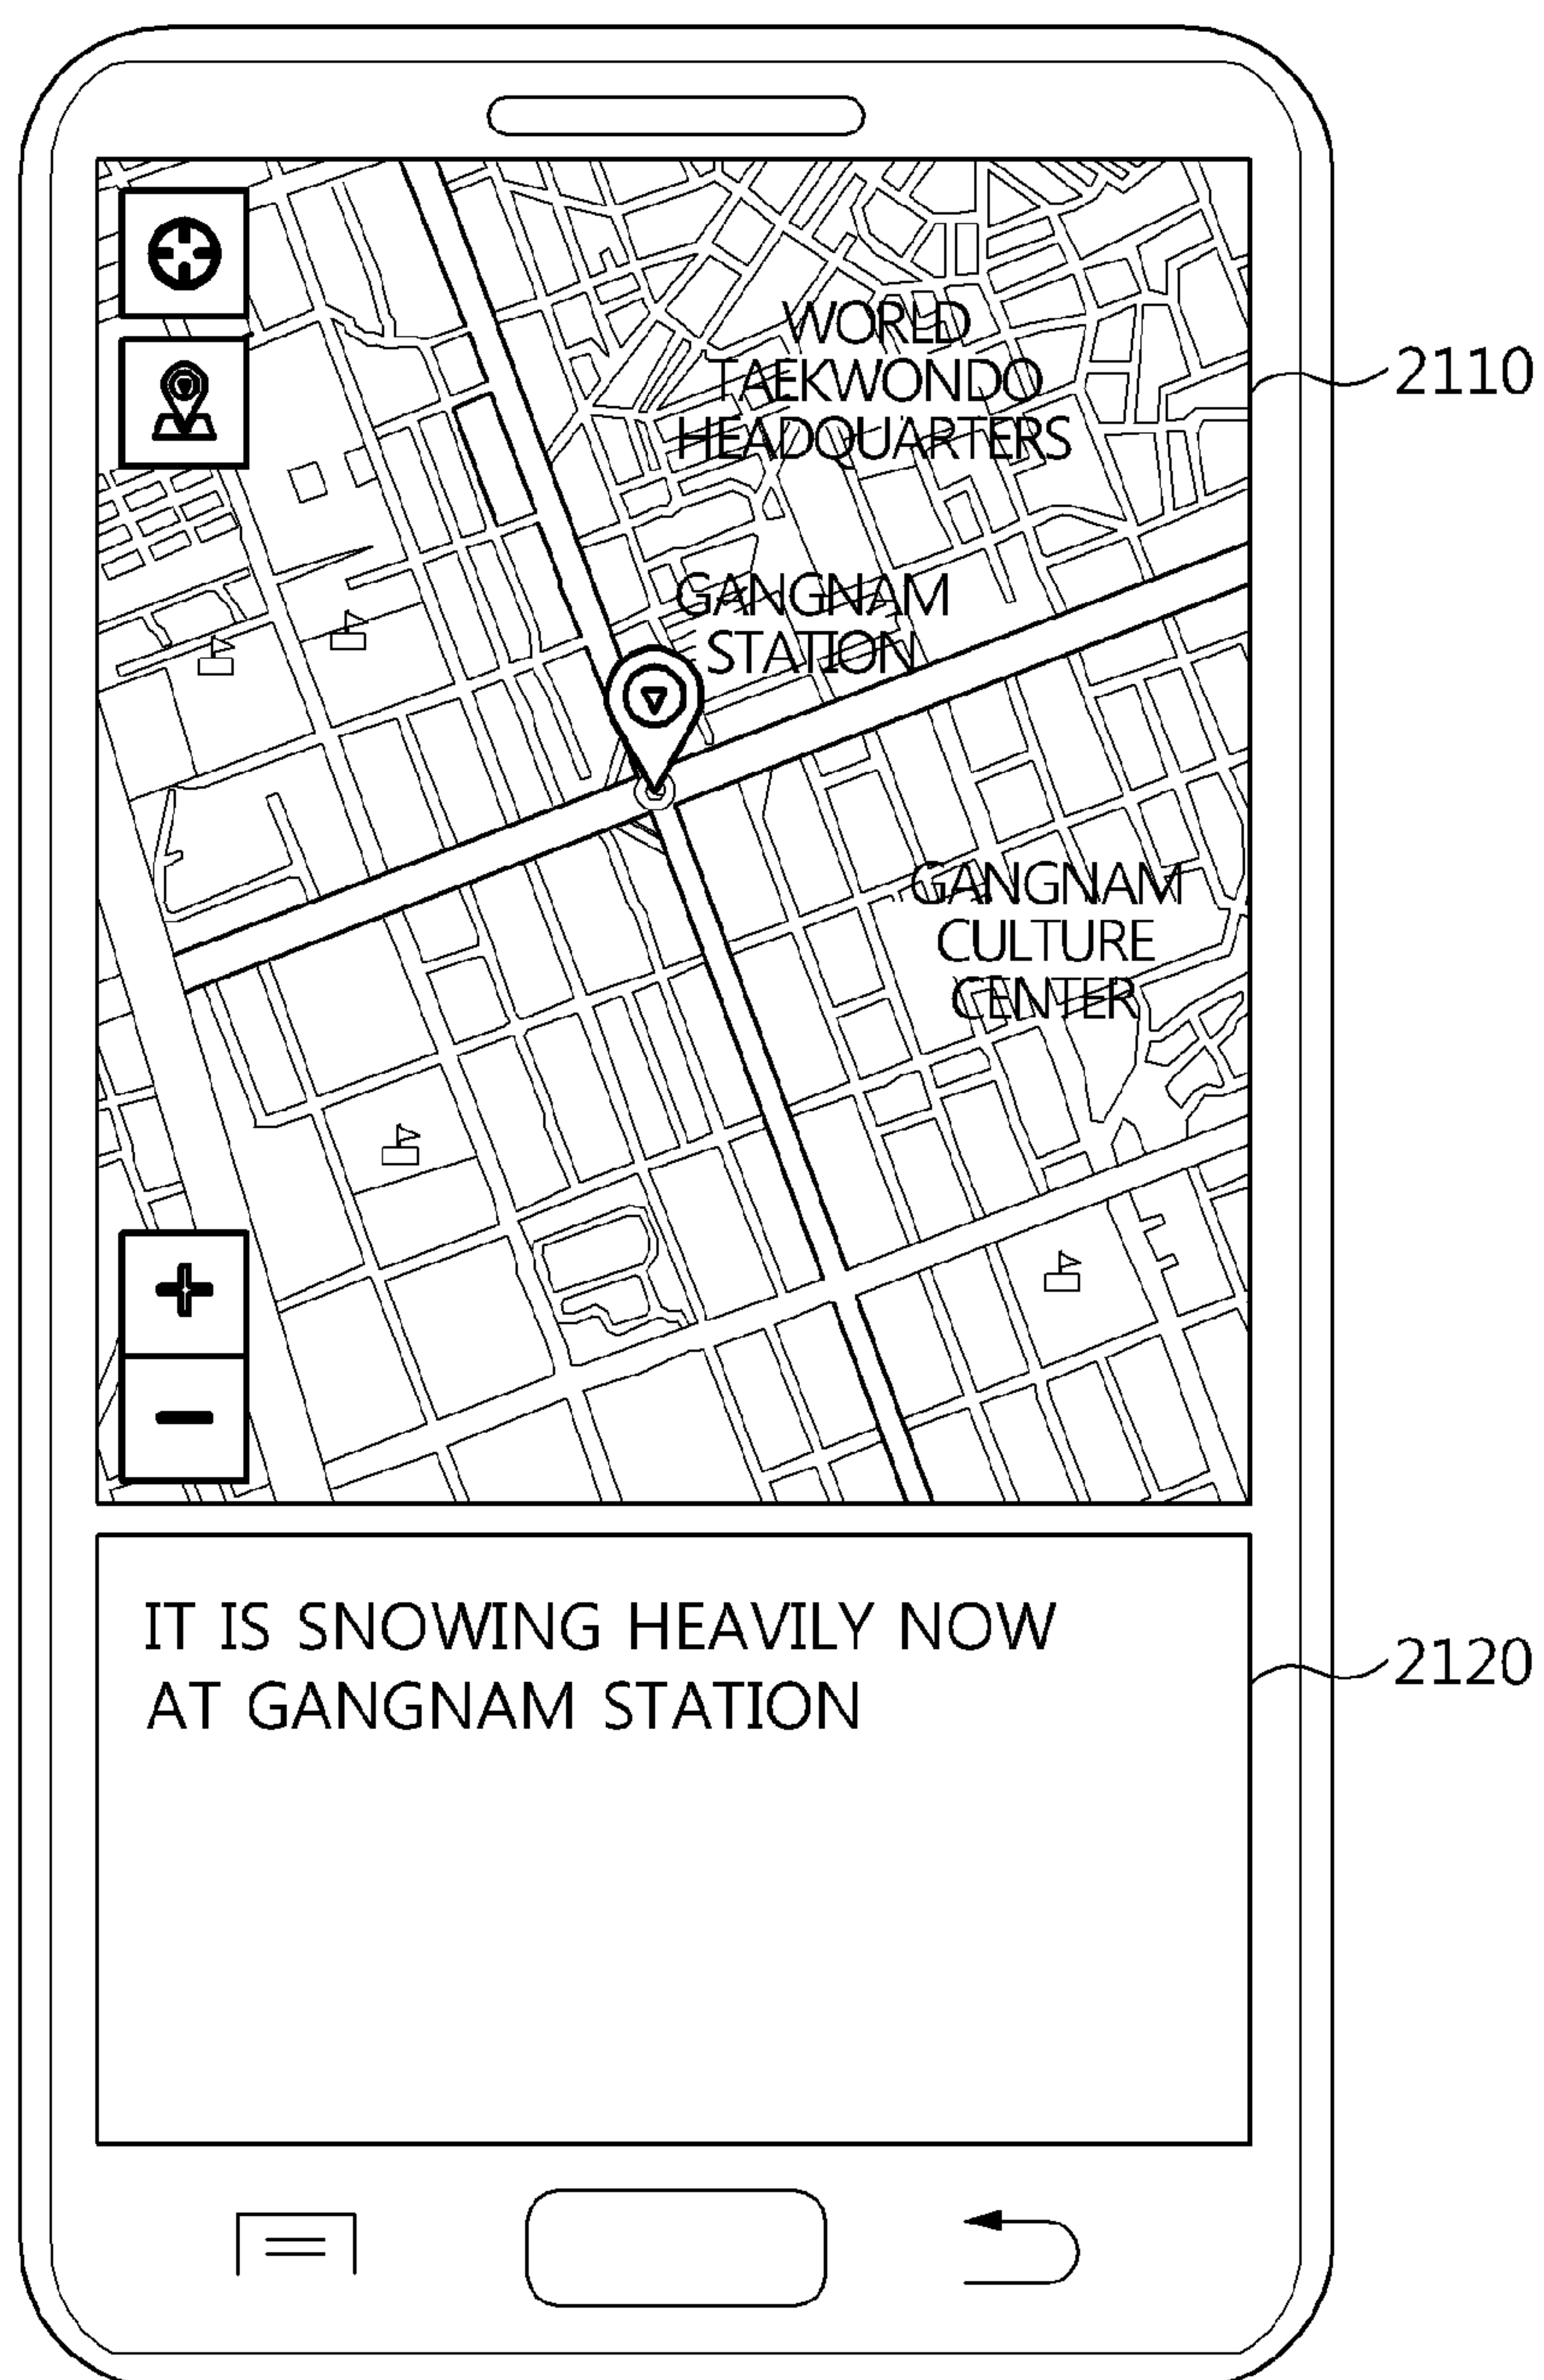 WORLD
TAEKWONDO
HEADQUARTERS
2110
GANGNAM
STATION
GANGNAM
CULTURE
CENTER
IT IS SNOWING HEAVILY NOW
2120
AT GANGNAM STATION